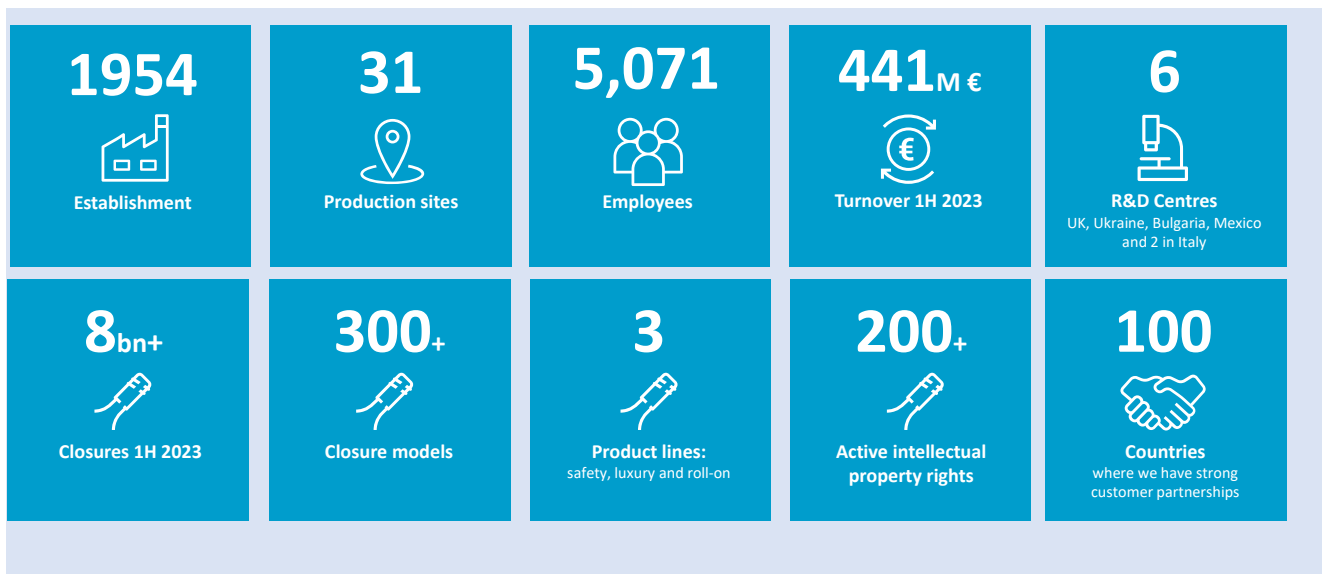 1954
Establishment
31
Production sites
5,071
Employees
441M €
€
Turnover 1H 2023
6
R&D Centres
UK, Ukraine, Bulgaria, Mexico
and 2 in Italy
8bn+
Closures 1H 2023
300+
Closure models
3
Product lines:
safety, luxury and roll-on
200+
Active intellectual
property rights
100
Countries
where we have strong
customer partnerships